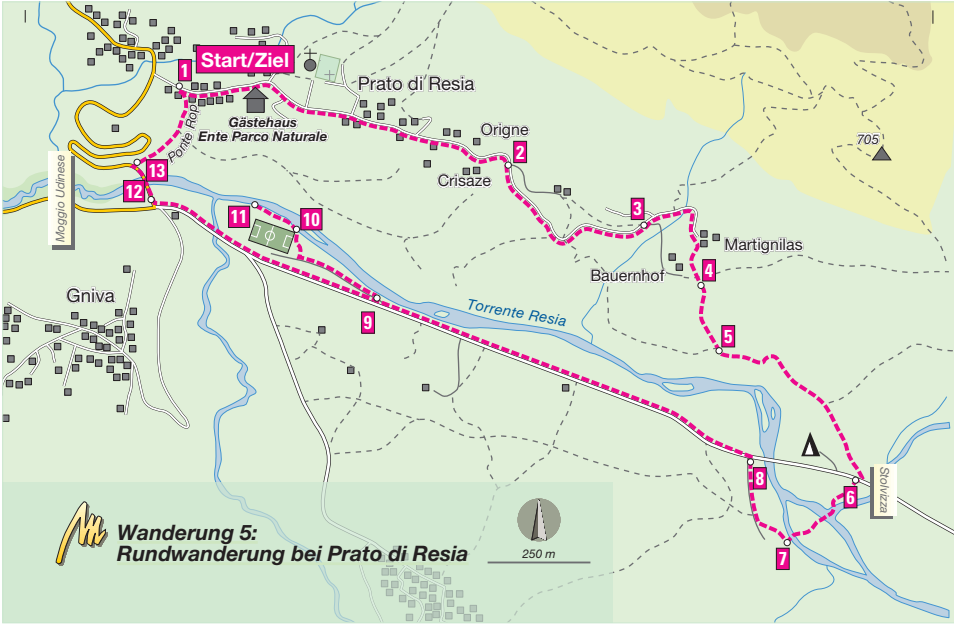 1
Start/Ziel
Prato di Resia
Gästehaus
Ente Parco Naturale
Ponte Rop
Origne
2
705
Crisaze
13
Moggio Udinese
12
11
10
3
Martignilas
Bauernhof
4
Gniva
9
Torrente Resia
5
8
6
Stolvizza
7
Wanderung 5:
Rundwanderung bei Prato di Resia
250 m